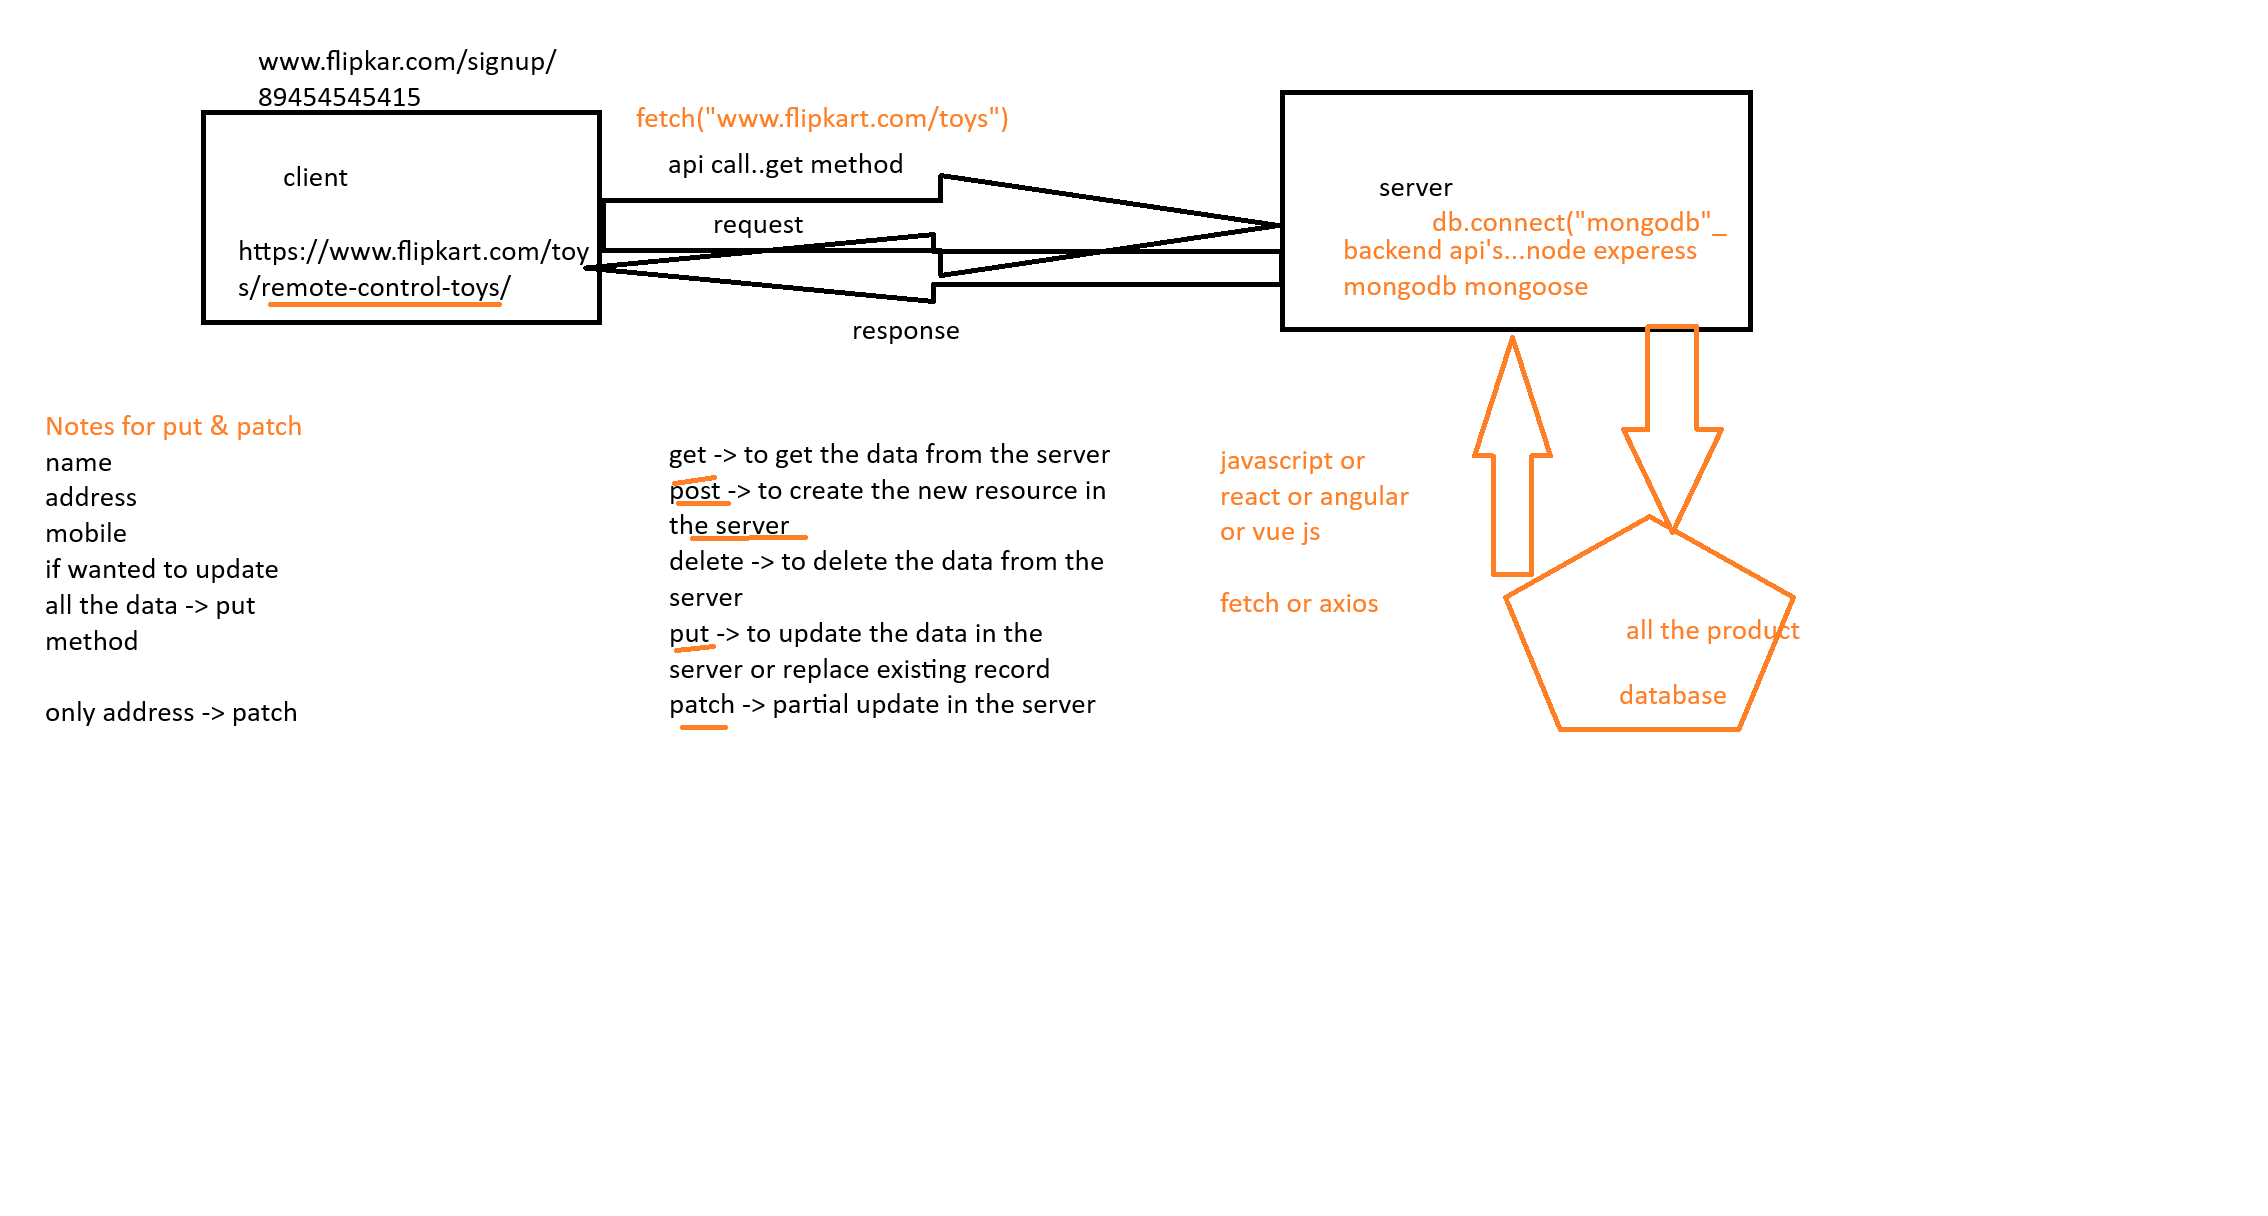 www.flipkar.com/signup/
89454545415
fetch("www.flipkart.com/toys")
api call..get method
client
request
https://www.flipkart.com/toy
s/remote-control-toys/
response
server
db.connect("mongodb"_
backend api's...node experess
mongodb mongoose
Notes for put & patch
name
address
mobile
if wanted to update
all the data -> put
method
only address -> patch
get -> to get the data from the server
post -> to create the new resource in
the server
delete -> to delete the data from the
server
put -> to update the data in the
server or replace existing record
patch -> partial update in the server
javascript or
react or angular
or vue js
fetch or axios
all the product
database